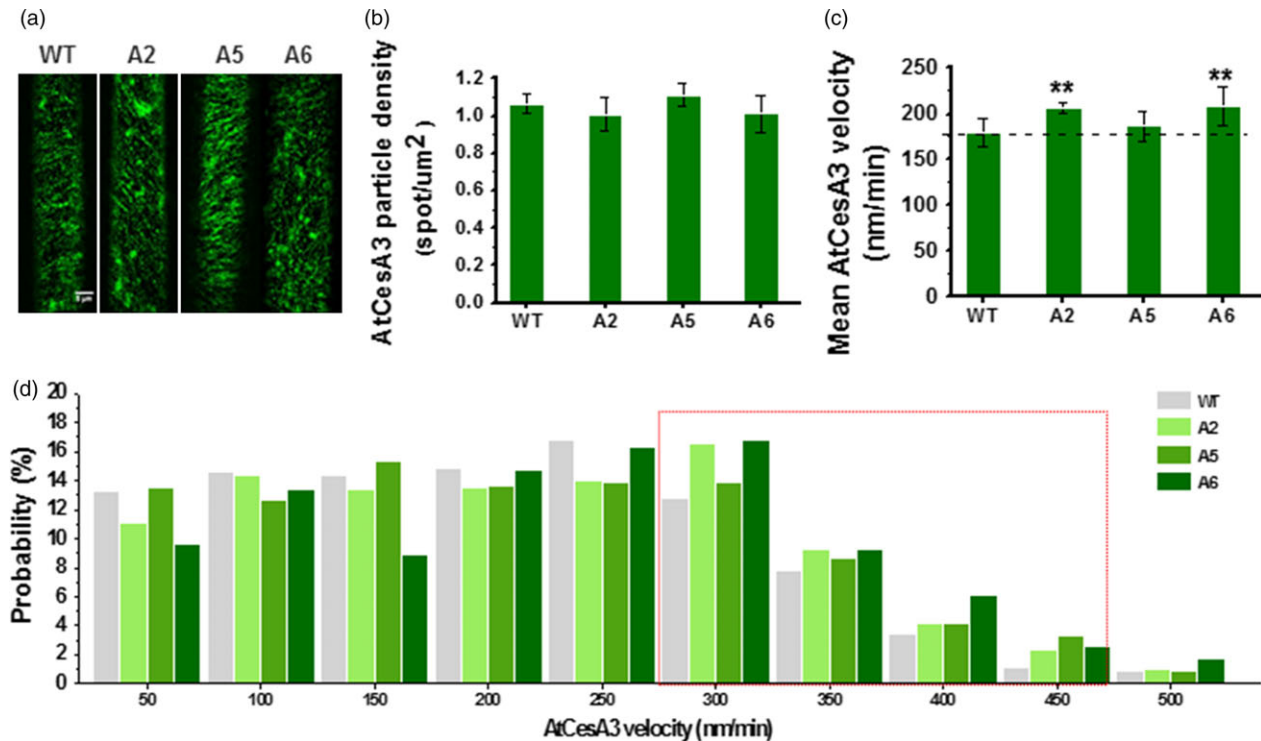 (a)
WT A2 A5 A6
5 µm
(b)
AtCesA3 particle density
(spot/um2)
1.2
1.0
0.8
0.6
0.4
0.2
0.0
WT A2 A5 A6
(c)
Mean AtCesA3 velocity
(nm/min)
250
200
150
100
50
0
** **
WT A2 A5 A6
(d)
Probability (%)
20
18
16
14
12
10
8
6
4
2
0
WT
A2
A5
A6
50 100 150 200 250 300 350 400 450 500
AtCesA3 velocity (nm/min)